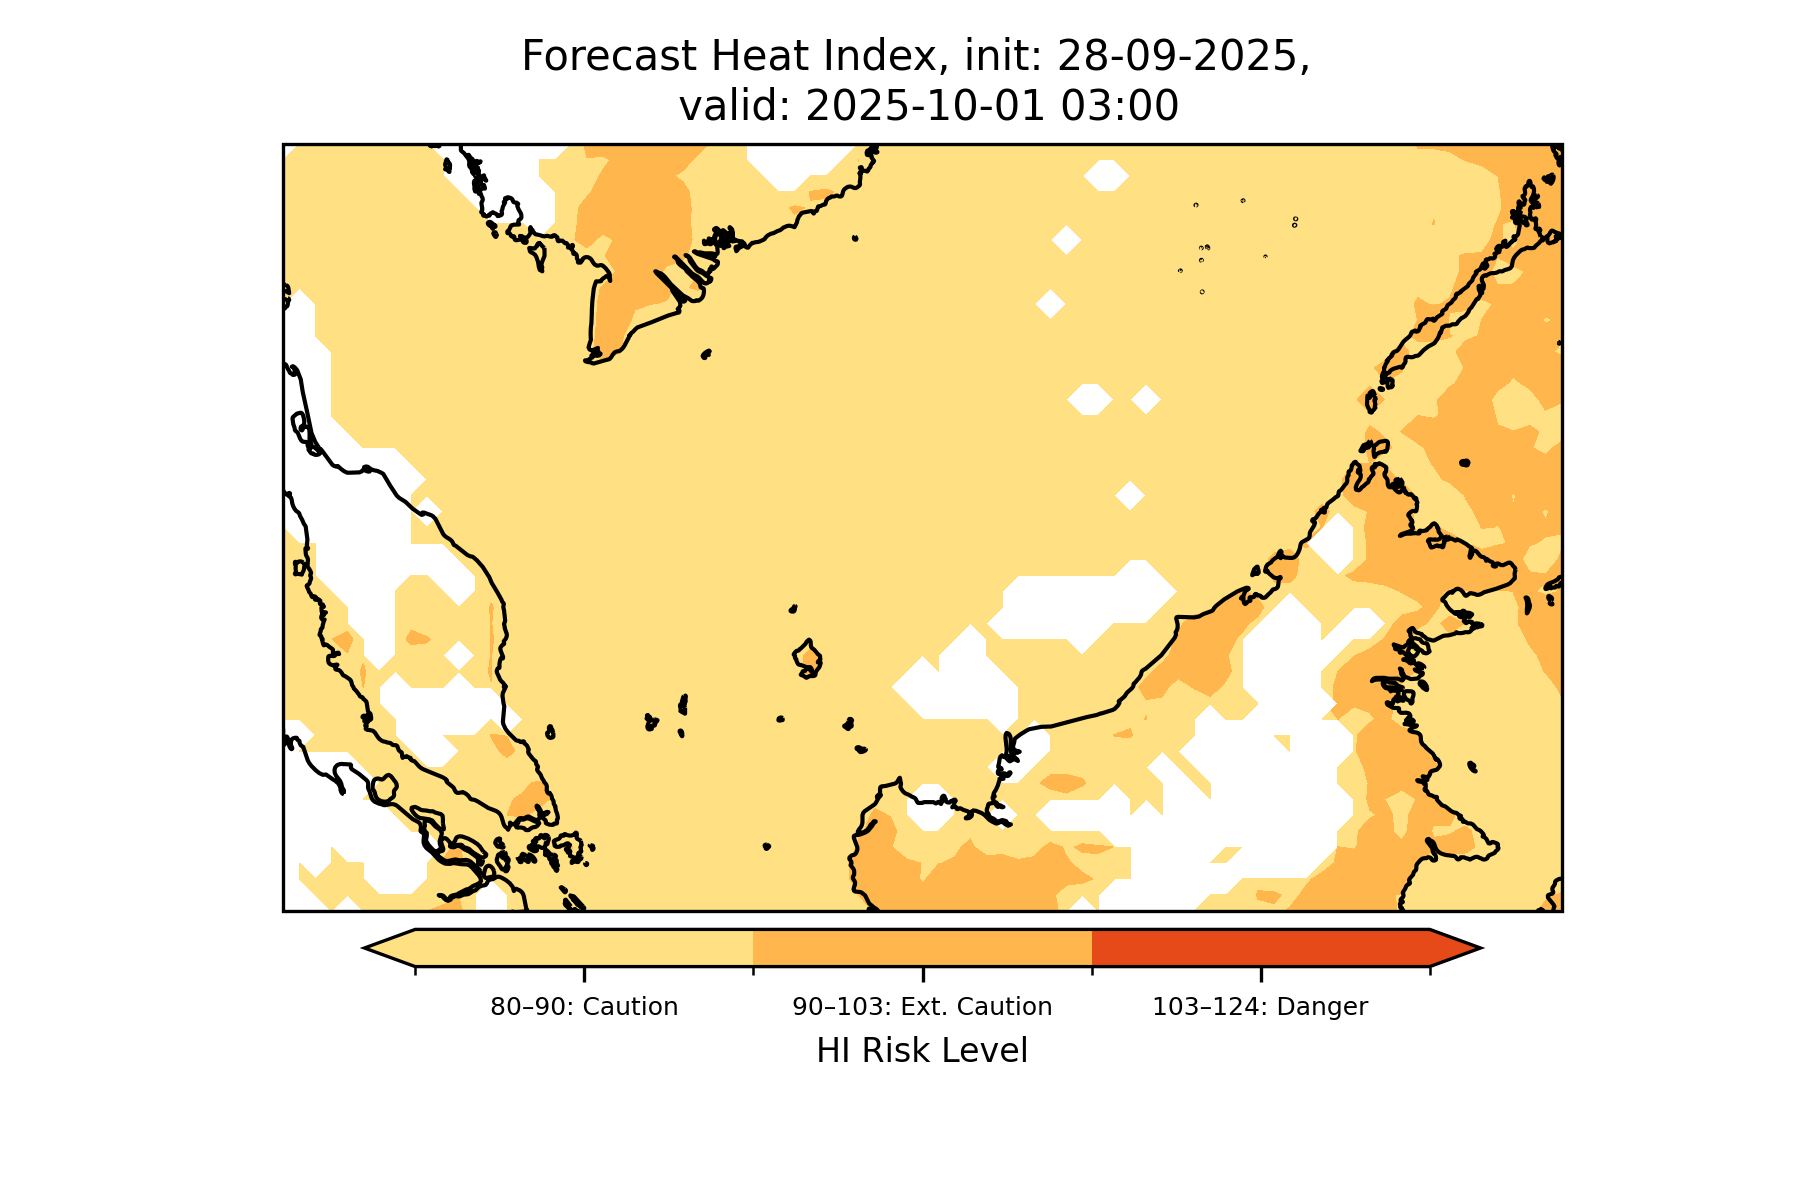 Forecast Heat Index, init: 28-09-2025,
valid: 2025-10-01 03:00
80–90: Caution
90–103: Ext. Caution
103–124: Danger
HI Risk Level